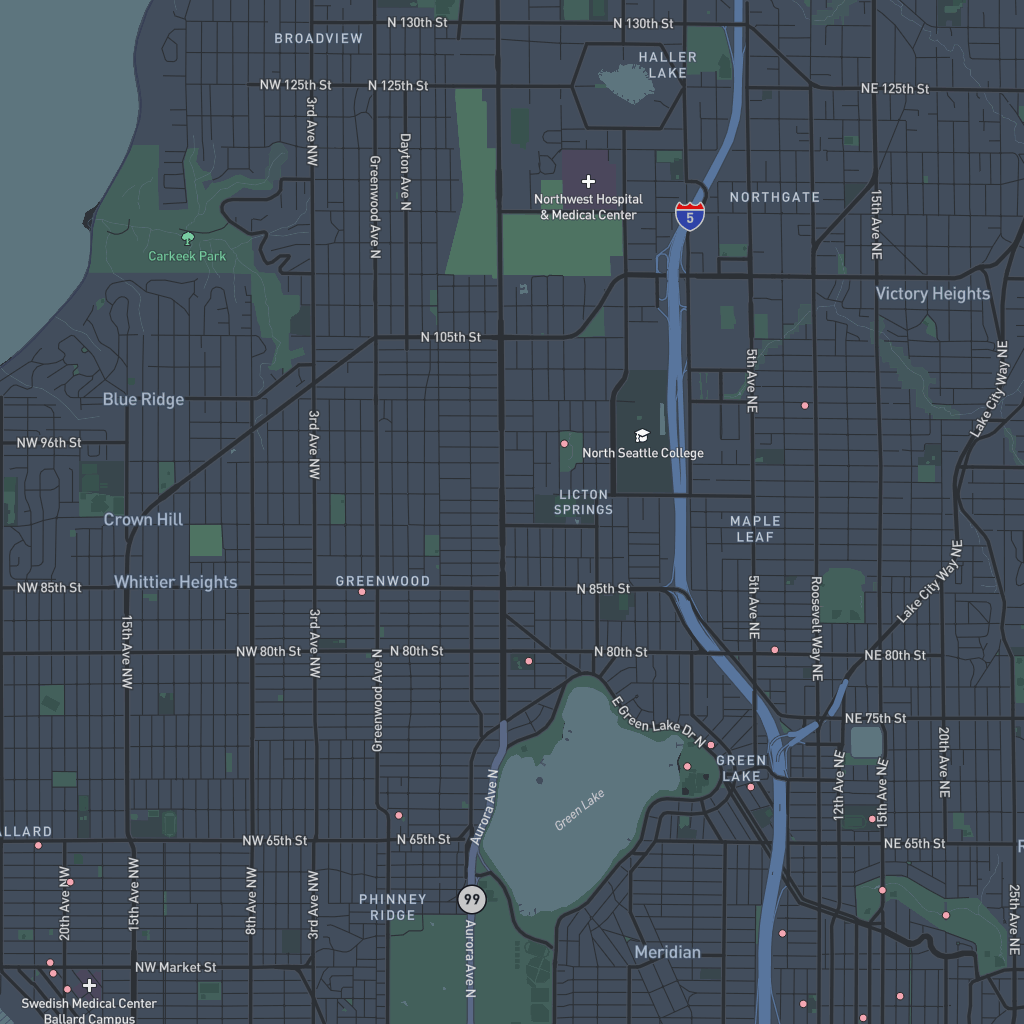 N 130th St
N 130th St
BROADVIEW
HALLER
LAKE
NW 125th St
N 125th St
NE 125th St
3rd Ave NW
Dayton Ave N
Greenwood Ave N
Northwest Hospital
& Medical Center
NORTHGATE
15th Ave NE
5
Carkeek Park
Victory Heights
N 105th St
Lake City Way NE
5th Ave NE
Blue Ridge
3rd Ave NW
NW 96th St
North Seattle College
LICTON
SPRINGS
Crown Hill
MAPLE
LEAF
Whittier Heights
GREENWOOD
NW 85th St
N 85th St
5th Ave NE
Roosevelt Way NE
Lake City Way NE
15th Ave NW
3rd Ave NW
NW 80th St
N 80th St
N 80th St
NE 80th St
Greenwood Ave N
E Green Lake Dr N
NE 75th St
GREEN
LAKE
20th Ave NE
12th Ave NE
15th Ave NE
Aurora Ave N
Green Lake
ALLARD
NW 65th St
N 65th St
NE 65th St
R
20th Ave NW
15th Ave NW
8th Ave NW
3rd Ave NW
PHINNEY
RIDGE
99
25th Ave NE
Aurora Ave N
Meridian
NW Market St
Swedish Medical Center
Ballard Campus